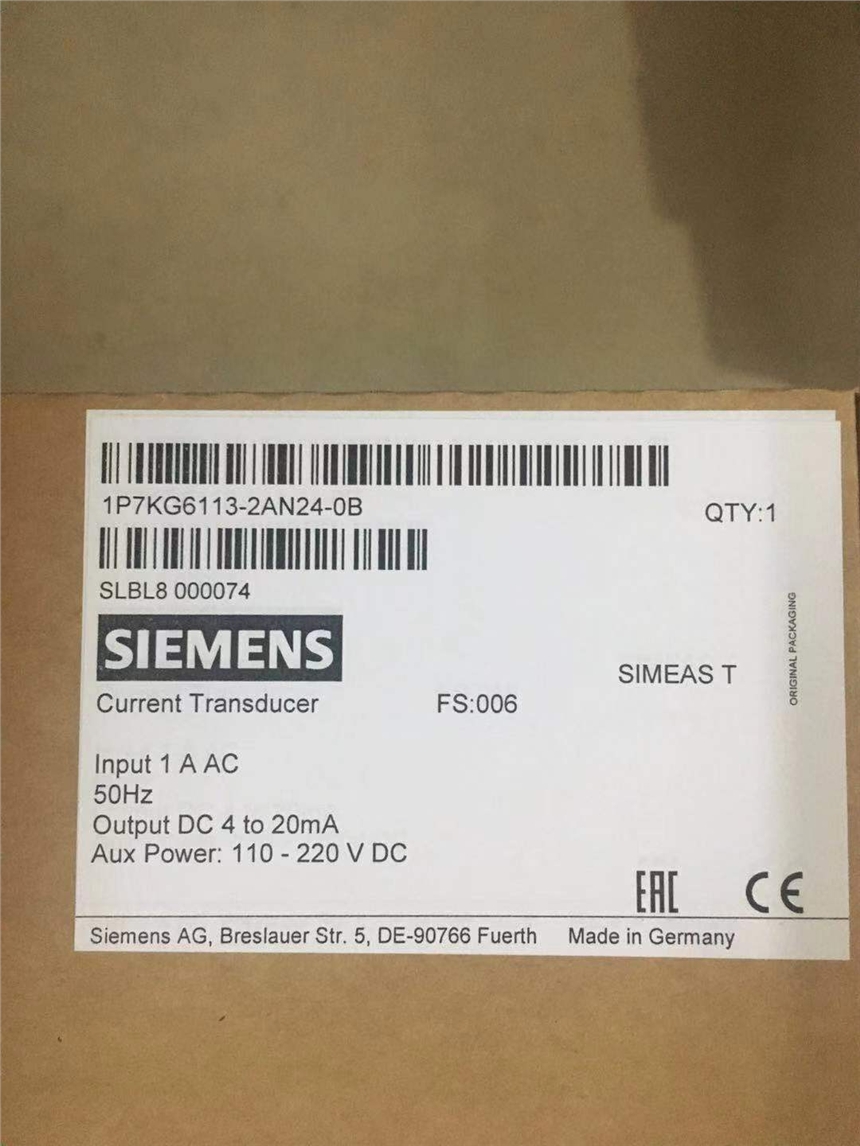 1P7KG6113-2AN24-0B
QTY:1
SLBL8 000074
SIEMENS
SIMEAS T
ORIGINAL PACKAGING
Current Transducer
FS:006
Input 1 A AC
50Hz
Output DC 4 to 20mA
Aux Power: 110 - 220 V DC
EAC
CE
Siemens AG, Breslauer Str. 5, DE-90766 Fuerth Made in Germany